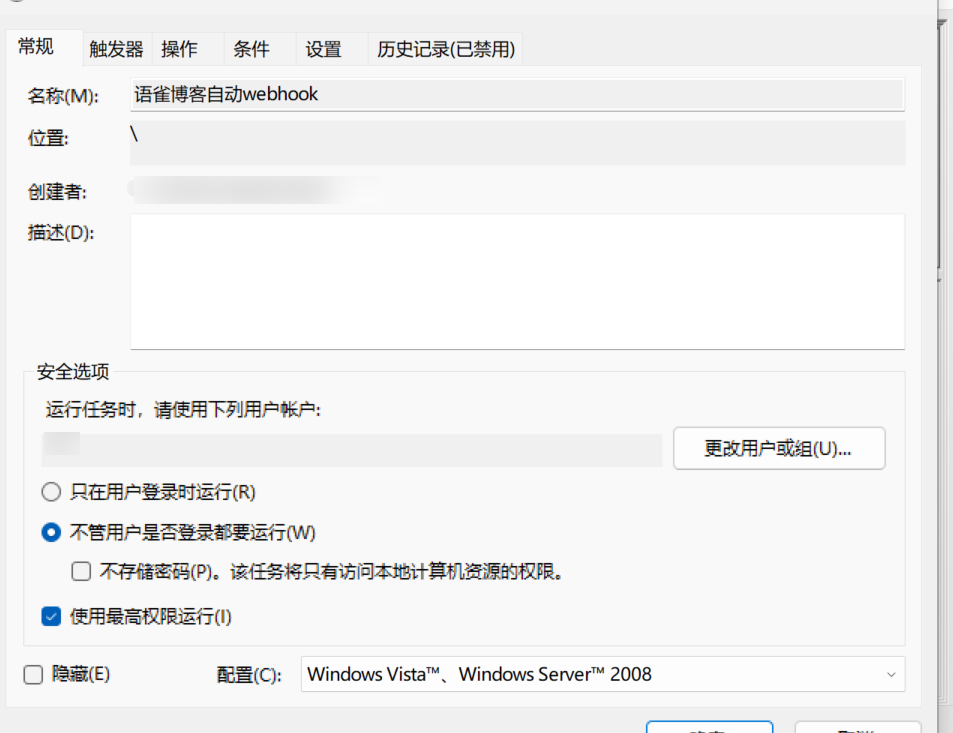 常规 触发器 操作 条件 设置 历史记录(已禁用)
名称(M): 语雀博客自动webhook
位置: \
创建者:
描述(D):
安全选项
运行任务时，请使用下列用户帐户:
更改用户或组(U)...
只在用户登录时运行(R)
不管用户是否登录都要运行(W)
不存储密码(P)。该任务将只有访问本地计算机资源的权限。
使用最高权限运行(I)
隐藏(E) 配置(C): Windows Vista™、Windows Server™ 2008